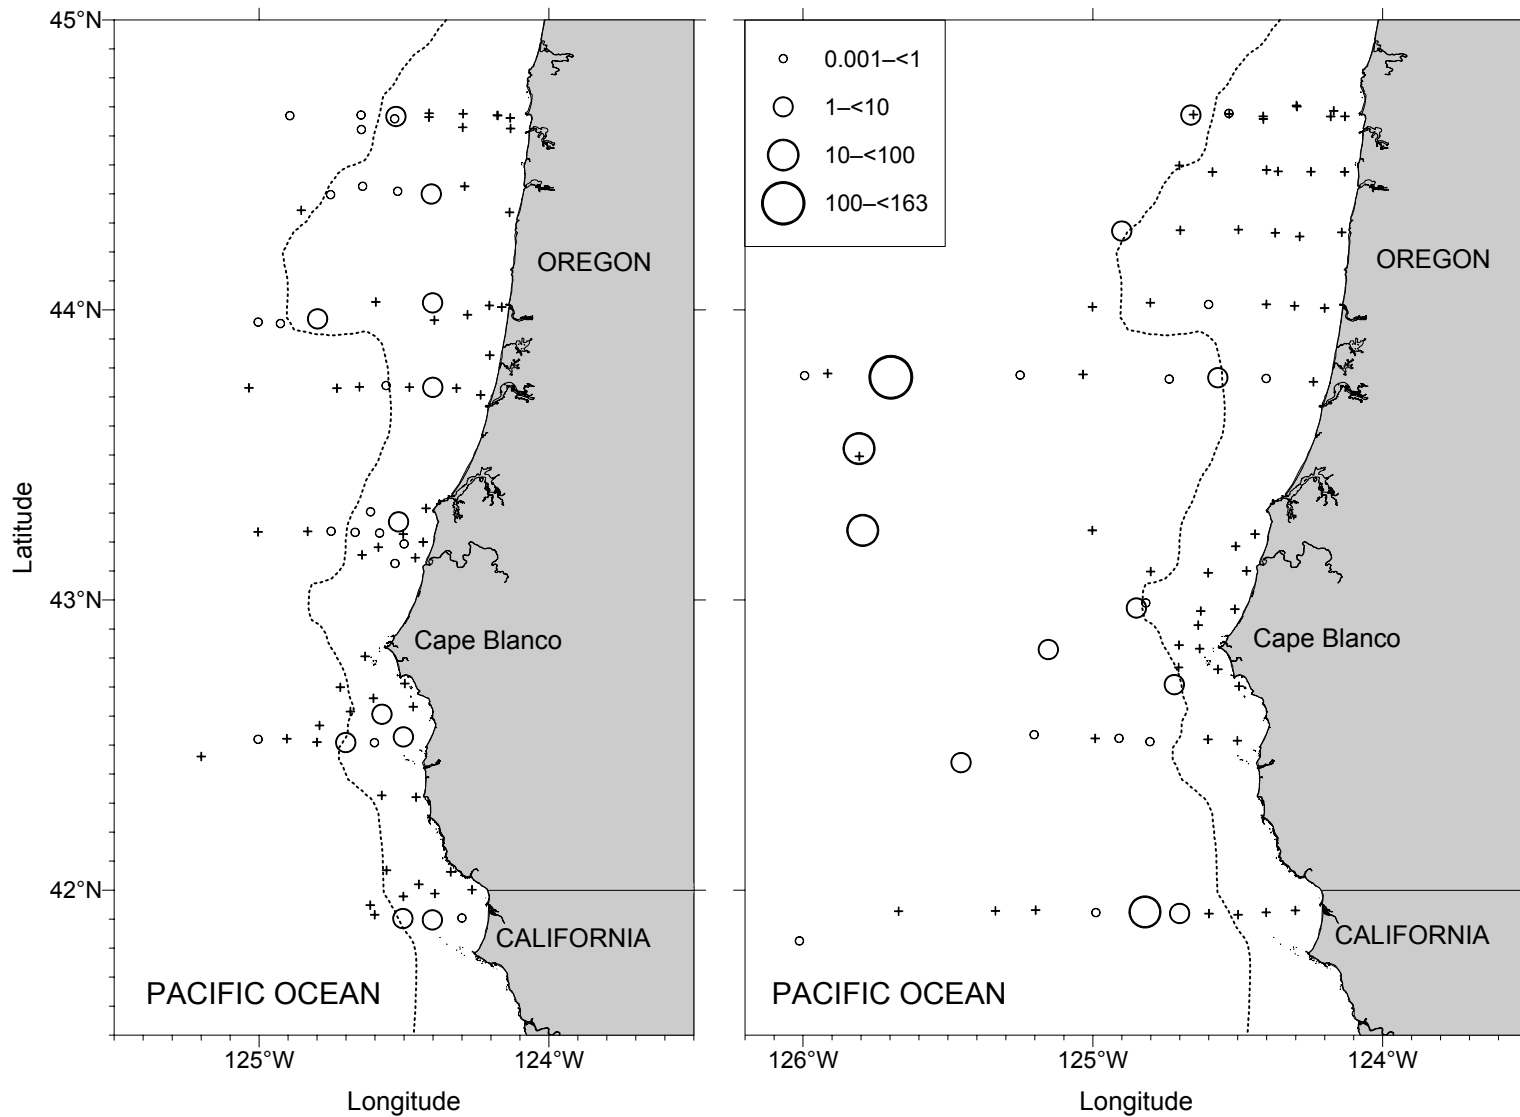 45°N
44°N
43°N
42°N
Latitude
OREGON
Cape Blanco
CALIFORNIA
PACIFIC OCEAN
125°W
124°W
Longitude
0.001–<1
1–<10
10–<100
100–<163
OREGON
Cape Blanco
CALIFORNIA
PACIFIC OCEAN
126°W
125°W
124°W
Longitude